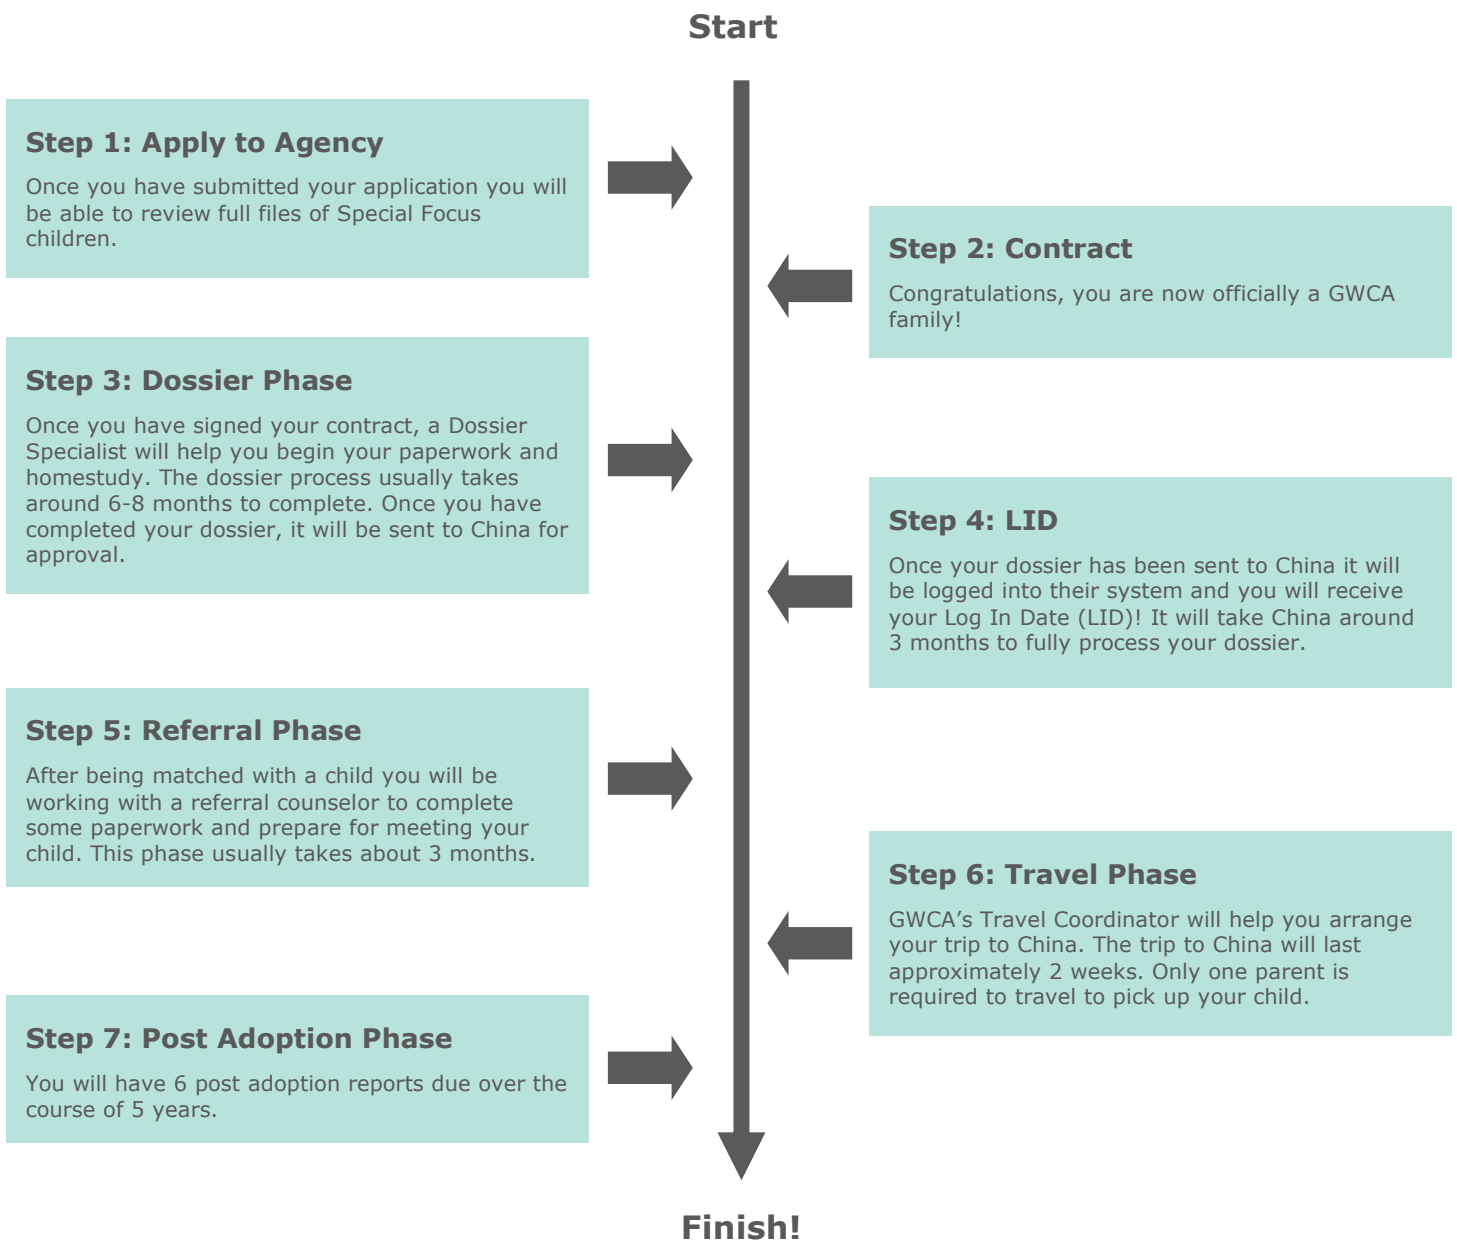 Start
Step 1: Apply to Agency
Once you have submitted your application you will
be able to review full files of Special Focus
children.
Step 2: Contract
Congratulations, you are now officially a GWCA
family!
Step 3: Dossier Phase
Once you have signed your contract, a Dossier
Specialist will help you begin your paperwork and
homestudy. The dossier process usually takes
around 6-8 months to complete. Once you have
completed your dossier, it will be sent to China for
approval.
Step 4: LID
Once your dossier has been sent to China it will
be logged into their system and you will receive
your Log In Date (LID)! It will take China around
3 months to fully process your dossier.
Step 5: Referral Phase
After being matched with a child you will be
working with a referral counselor to complete
some paperwork and prepare for meeting your
child. This phase usually takes about 3 months.
Step 6: Travel Phase
GWCA’s Travel Coordinator will help you arrange
your trip to China. The trip to China will last
approximately 2 weeks. Only one parent is
required to travel to pick up your child.
Step 7: Post Adoption Phase
You will have 6 post adoption reports due over the
course of 5 years.
Finish!